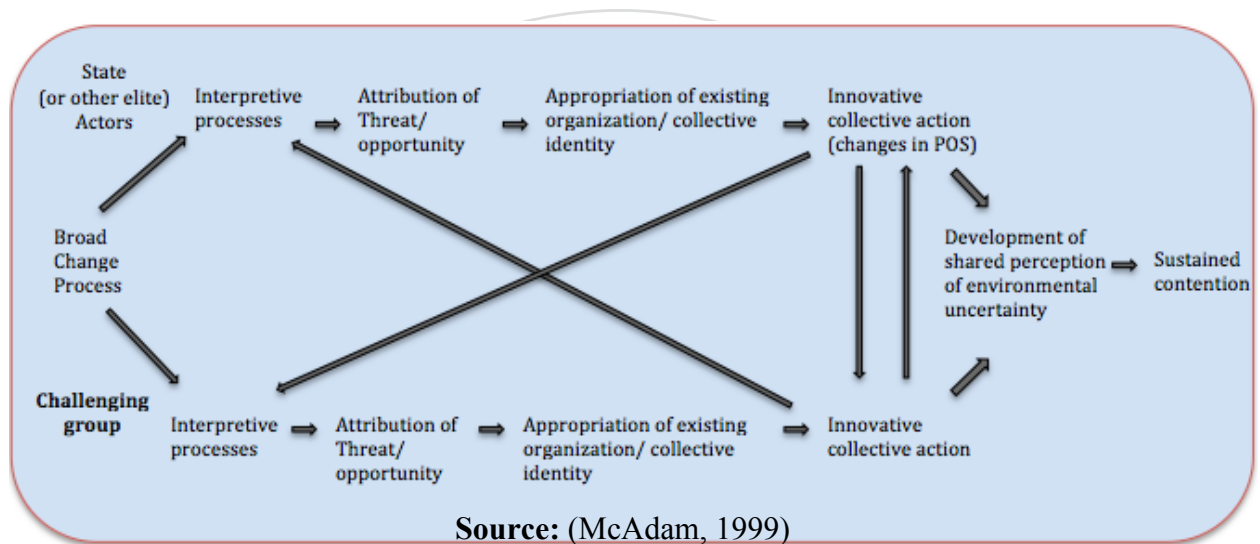 State
(or other elite)
Actors
Interpretive
processes
Attribution of
Threat/
opportunity
Appropriation of existing
organization/ collective
identity
Innovative
collective action
(changes in POS)
Broad
Change
Process
Development of
shared perception
of environmental
uncertainty
Sustained
contention
Challenging
group
Interpretive
processes
Attribution of
Threat/
opportunity
Appropriation of existing
organization/ collective
identity
Innovative
collective action
Source: (McAdam, 1999)